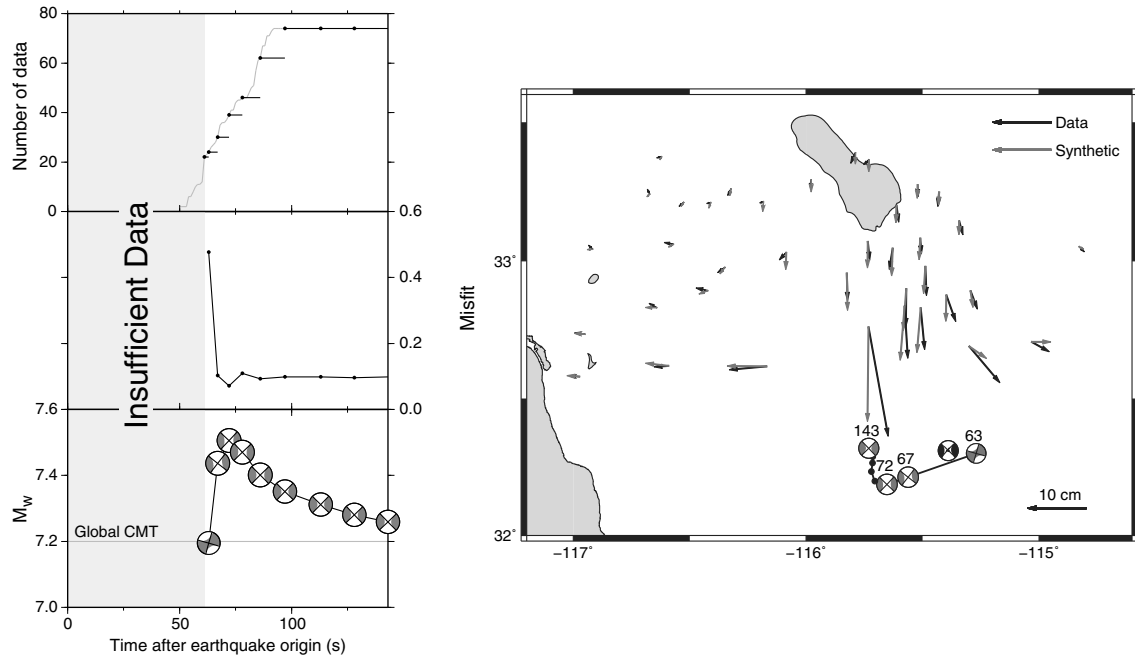 80
60
40
20
0
Number of data
Insufficient Data
0.6
0.4
0.2
0.0
Misfit
7.6
7.4
7.2
7.0
Mw
Global CMT
0
50
100
Time after earthquake origin (s)
Data
Synthetic
33°
32°
143
72
67
63
10 cm
−117°
−116°
−115°